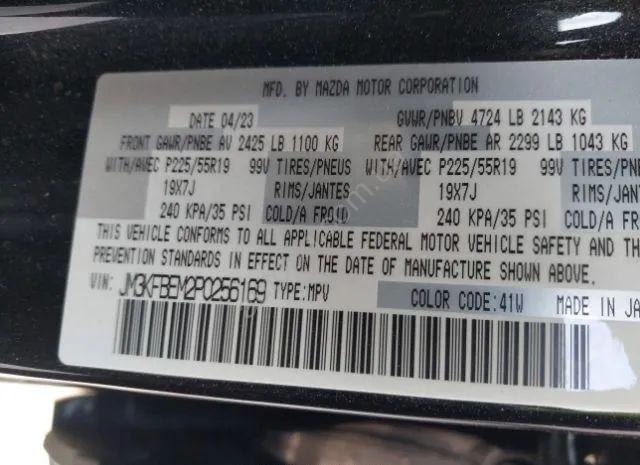 MFD. BY MAZDA MOTOR CORPORATION
DATE 04/23 GVWR/PNBV 4724 LB 2143 KG
FRONT GAWR/PNBE AV 2425 LB 1100 KG REAR GAWR/PNBE AR 2299 LB 1043 KG
WITH/AVEC P225/55R19 99V TIRES/PNEUS WITH/AVEC P225/55R19 99V TIRES/PNE
19X7J RIMS/JANTES 19X7J RIMS/JAN
240 KPA/35 PSI COLD/A FROID 240 KPA/35 PSI COLD/A F
THIS VEHICLE CONFORMS TO ALL APPLICABLE FEDERAL MOTOR VEHICLE SAFETY AND TH
PREVENTION STANDARDS IN EFFECT ON THE DATE OF MANUFACTURE SHOWN ABOVE.
VIN: JM3KFBEM2P0256169 TYPE:MPV COLOR CODE:41W MADE IN JA